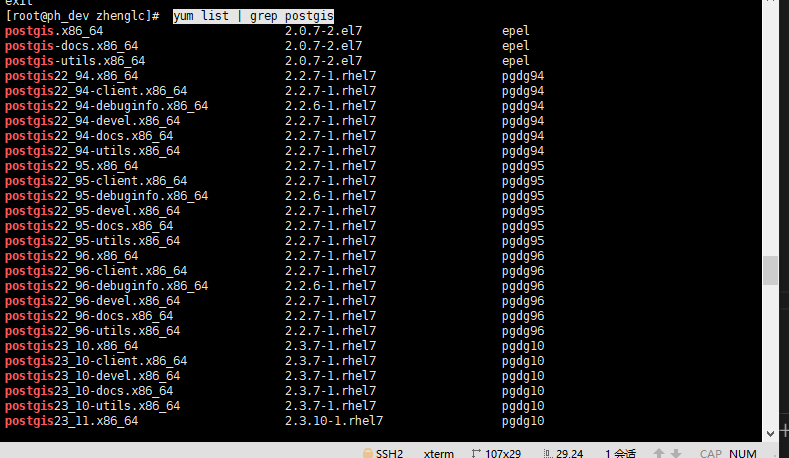 exit
[root@ph_dev zhenglc]# yum list | grep postgis
postgis.x86_64 2.0.7-2.el7 epel
postgis-docs.x86_64 2.0.7-2.el7 epel
postgis-utils.x86_64 2.0.7-2.el7 epel
postgis22_94.x86_64 2.2.7-1.rhel7 pgdg94
postgis22_94-client.x86_64 2.2.7-1.rhel7 pgdg94
postgis22_94-debuginfo.x86_64 2.2.6-1.rhel7 pgdg94
postgis22_94-devel.x86_64 2.2.7-1.rhel7 pgdg94
postgis22_94-docs.x86_64 2.2.7-1.rhel7 pgdg94
postgis22_94-utils.x86_64 2.2.7-1.rhel7 pgdg94
postgis22_95.x86_64 2.2.7-1.rhel7 pgdg95
postgis22_95-client.x86_64 2.2.7-1.rhel7 pgdg95
postgis22_95-debuginfo.x86_64 2.2.6-1.rhel7 pgdg95
postgis22_95-devel.x86_64 2.2.7-1.rhel7 pgdg95
postgis22_95-docs.x86_64 2.2.7-1.rhel7 pgdg95
postgis22_95-utils.x86_64 2.2.7-1.rhel7 pgdg95
postgis22_96.x86_64 2.2.7-1.rhel7 pgdg96
postgis22_96-client.x86_64 2.2.7-1.rhel7 pgdg96
postgis22_96-debuginfo.x86_64 2.2.6-1.rhel7 pgdg96
postgis22_96-devel.x86_64 2.2.7-1.rhel7 pgdg96
postgis22_96-docs.x86_64 2.2.7-1.rhel7 pgdg96
postgis22_96-utils.x86_64 2.2.7-1.rhel7 pgdg96
postgis23_10.x86_64 2.3.7-1.rhel7 pgdg10
postgis23_10-client.x86_64 2.3.7-1.rhel7 pgdg10
postgis23_10-devel.x86_64 2.3.7-1.rhel7 pgdg10
postgis23_10-docs.x86_64 2.3.7-1.rhel7 pgdg10
postgis23_10-utils.x86_64 2.3.7-1.rhel7 pgdg10
postgis23_11.x86_64 2.3.10-1.rhel7 pgdg10
SSH2 xterm 107x29 29,24 1 会话 CAP NUM